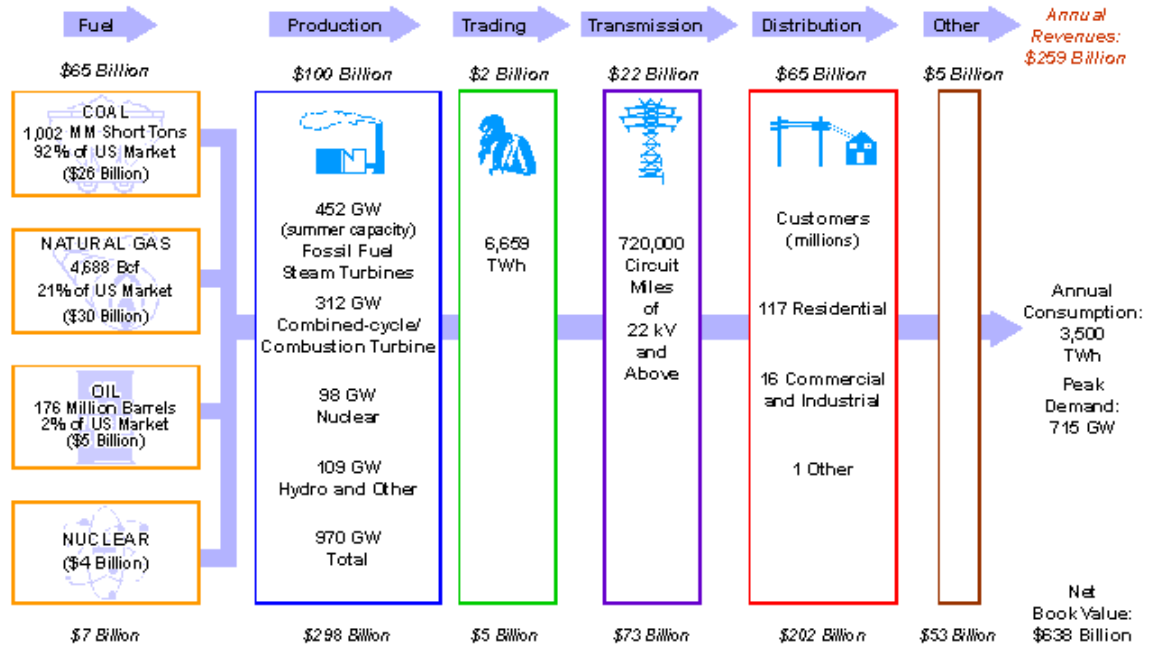 Fuel
Production
Trading
Transmission
Distribution
Other
Annual
Revenues:
$259 Billion
$65 Billion
$100 Billion
$2 Billion
$22 Billion
$65 Billion
$5 Billion
COAL
1,002 MM Short Tons
92% of US Market
($26 Billion)
NATURAL GAS
4,688 Bcf
21% of US Market
($30 Billion)
OIL
176 Million Barrels
2% of US Market
($5 Billion)
NUCLEAR
($4 Billion)
452 GW
(summer capacity)
Fossil Fuel
Steam Turbines
312 GW
Combined-cycle/
Combustion Turbine
98 GW
Nuclear
109 GW
Hydro and Other
970 GW
Total
6,659
TWh
720,000
Circuit
Miles
of
22 kV
and
Above
Customers
(millions)
117 Residential
16 Commercial
and Industrial
1 Other
Annual
Consumption:
3,500
TWh
Peak
Demand:
715 GW
Net
Book Value:
$638 Billion
$7 Billion
$298 Billion
$5 Billion
$73 Billion
$202 Billion
$53 Billion